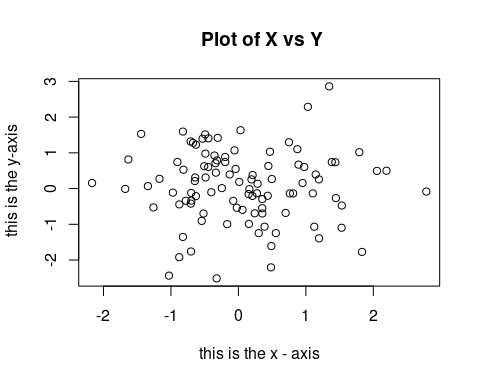 Plot of X vs Y
this is the y-axis
3
2
1
0
-1
-2
-2 -1 0 1 2
this is the x - axis